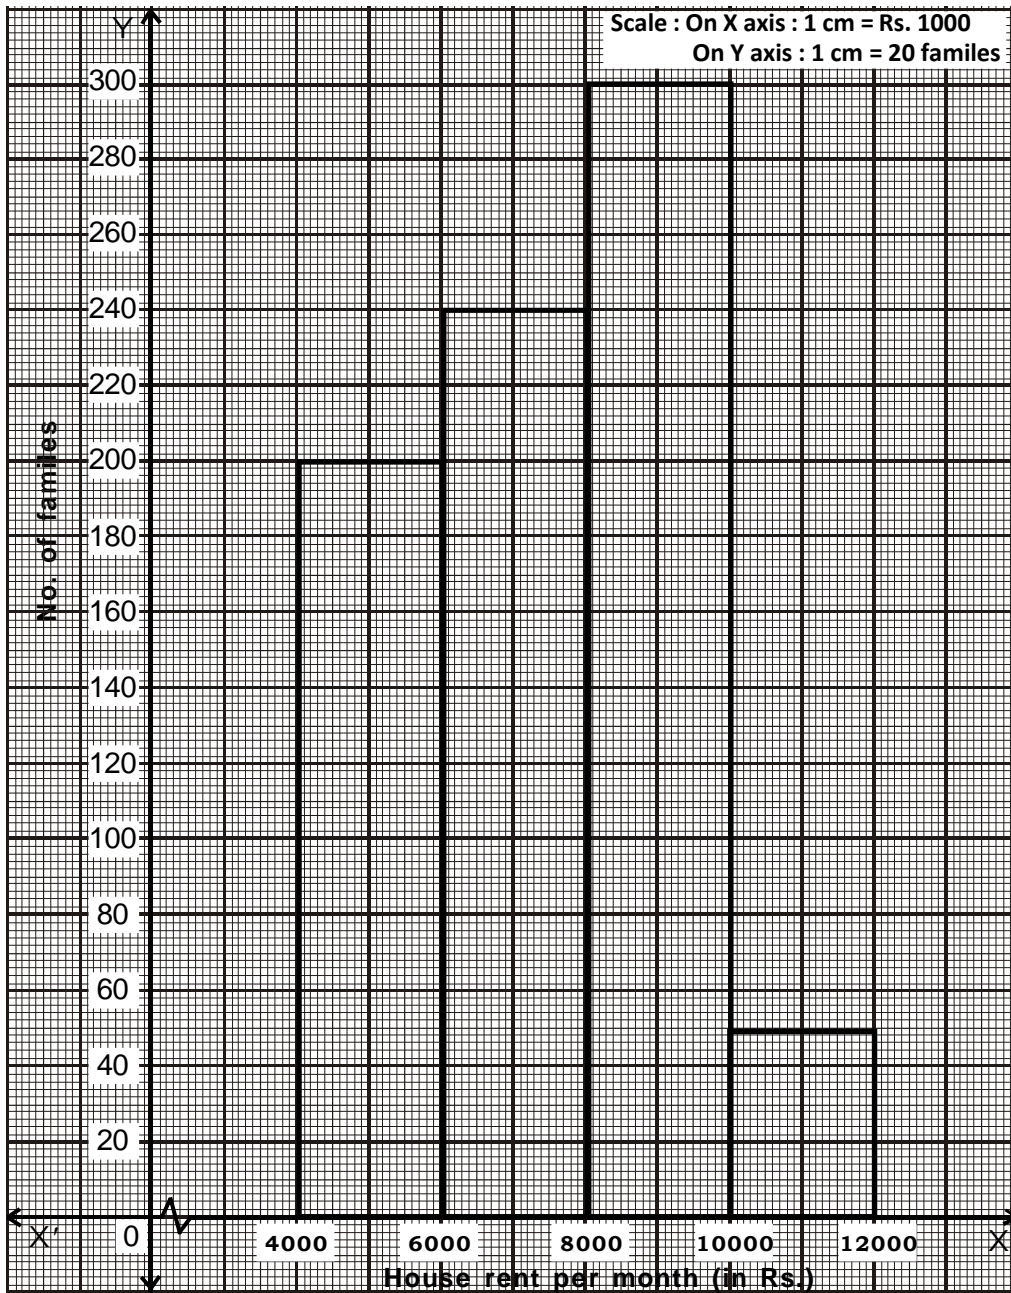 Scale : On X axis : 1 cm = Rs. 1000
On Y axis : 1 cm = 20 familes
Y
300
280
260
240
220
200
180
160
140
120
100
80
60
40
20
No. of families
X' 0 4000 6000 8000 10000 12000 X
House rent per month (in Rs.)